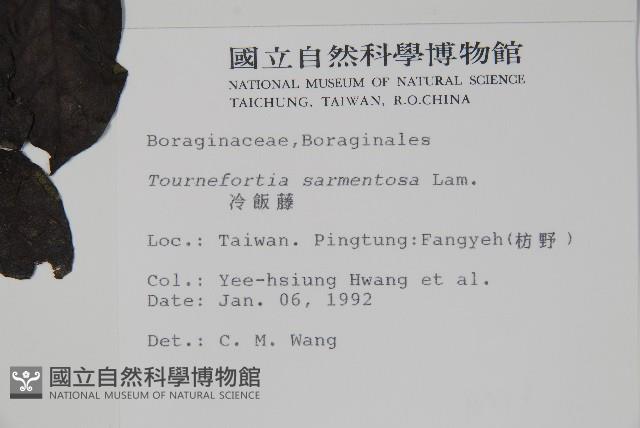 國立自然科學博物館
NATIONAL MUSEUM OF NATURAL SCIENCE
TAICHUNG, TAIWAN, R.O.CHINA
Boraginaceae,Boraginales
Tournefortia sarmentosa Lam.
冷飯藤
Loc.: Taiwan. Pingtung:Fangyeh(枋野)
Col.: Yee-hsiung Hwang et al.
Date: Jan. 06, 1992
Det.: C. M. Wang
國立自然科學博物館
NATIONAL MUSEUM OF NATURAL SCIENCE